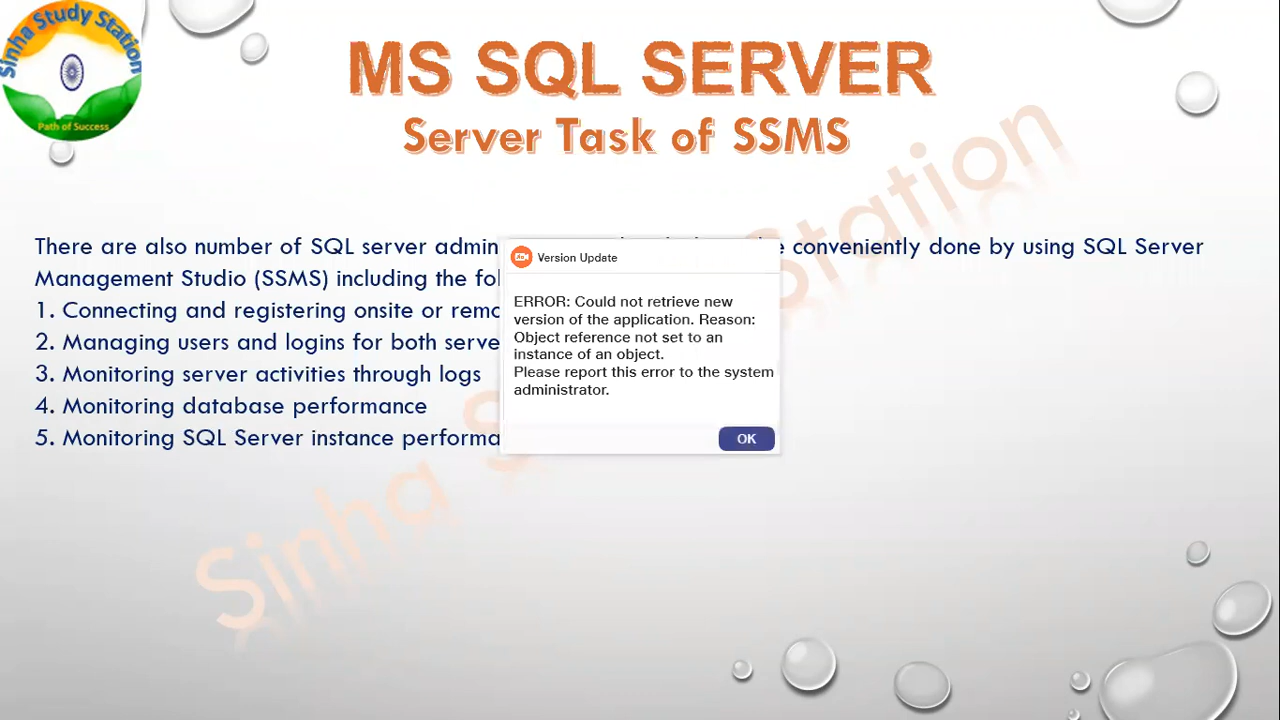 Sinha Study Station
Path of Success
MS SQL SERVER
Server Task of SSMS
There are also number of SQL server admin e conveniently done by using SQL Server
Management Studio (SSMS) including the fol
1. Connecting and registering onsite or remo
2. Managing users and logins for both serve
3. Monitoring server activities through logs
4. Monitoring database performance
5. Monitoring SQL Server instance performa
Version Update
ERROR: Could not retrieve new
version of the application. Reason:
Object reference not set to an
instance of an object.
Please report this error to the system
administrator.
OK
Sinha S Station